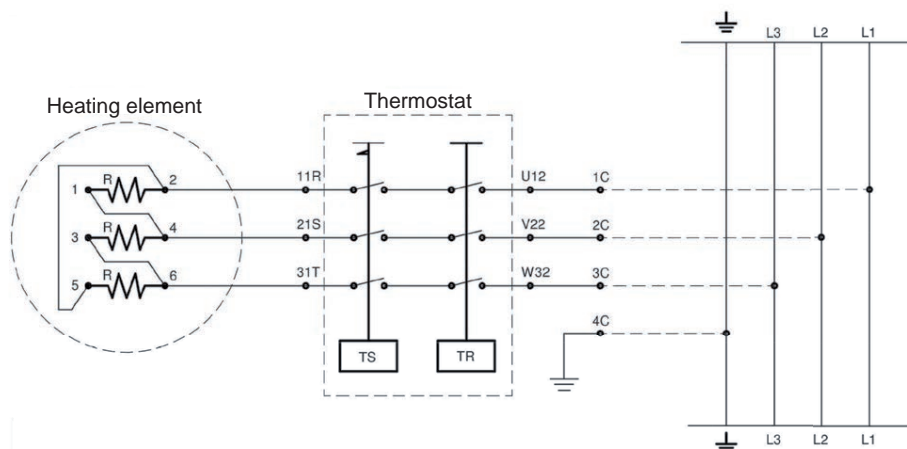 L3 L2 L1
Heating element
Thermostat
1 R 2 11R U12 1C
3 R 4 21S V22 2C
5 R 6 31T W32 3C
4C
TS TR
L3 L2 L1